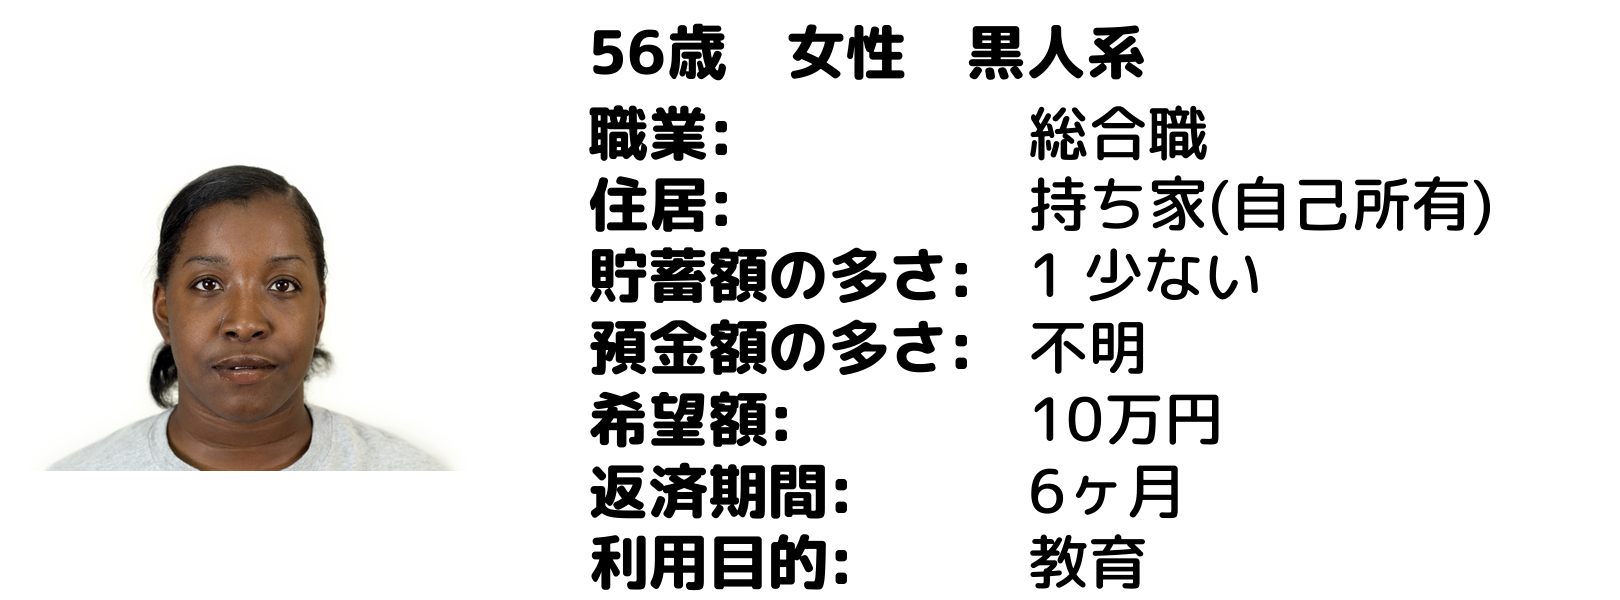 56歳　女性　黒人系
職業: 総合職
住居: 持ち家(自己所有)
貯蓄額の多さ: 1 少ない
預金額の多さ: 不明
希望額: 10万円
返済期間: 6ヶ月
利用目的: 教育